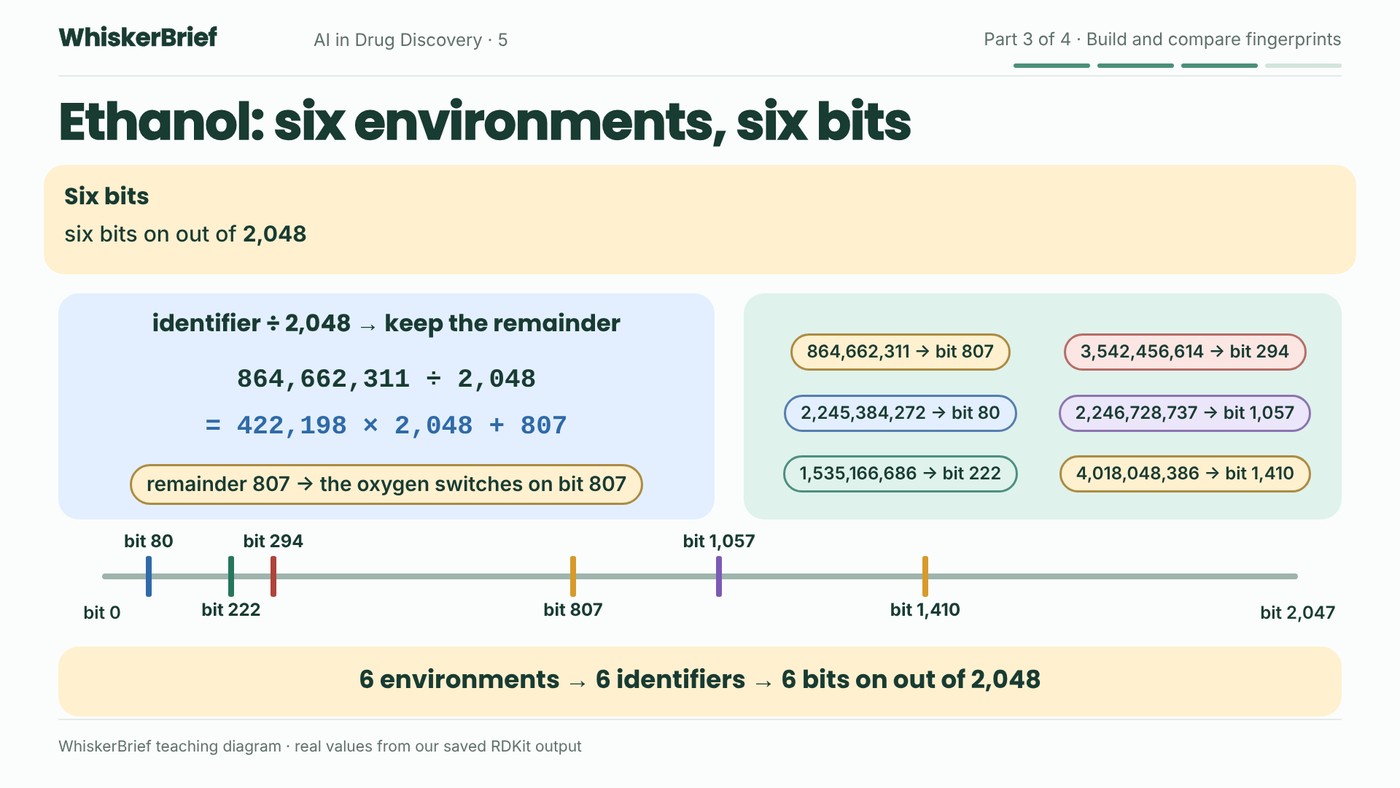 WhiskerBrief
AI in Drug Discovery · 5
Part 3 of 4 · Build and compare fingerprints
Ethanol: six environments, six bits
Six bits
six bits on out of 2,048
identifier ÷ 2,048 → keep the remainder
864,662,311 ÷ 2,048
= 422,198 × 2,048 + 807
remainder 807 → the oxygen switches on bit 807
864,662,311 → bit 807
3,542,456,614 → bit 294
2,245,384,272 → bit 80
2,246,728,737 → bit 1,057
1,535,166,686 → bit 222
4,018,048,386 → bit 1,410
bit 80
bit 294
bit 1,057
bit 0
bit 222
bit 807
bit 1,410
bit 2,047
6 environments → 6 identifiers → 6 bits on out of 2,048
WhiskerBrief teaching diagram · real values from our saved RDKit output